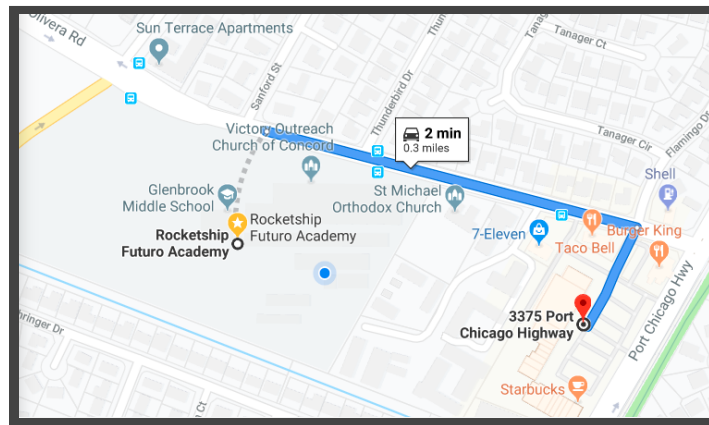 Olivera Rd
Sun Terrace Apartments
Sanford St
Thunderbird Dr
Tanager Ct
Tanager Cir
Flamingo Dr
2 min
0.3 miles
Victory Outreach
Church of Concord
Glenbrook
Middle School
St Michael
Orthodox Church
Shell
Rocketship
Futuro Academy
Rocketship
Futuro Academy
7-Eleven
Taco Bell
Burger King
3375 Port
Chicago Highway
Port Chicago Hwy
Starbucks